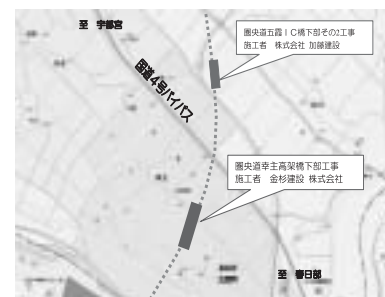 至 宇都宮
圏央道五霞IC橋下部その2工事
施工者 株式会社 加藤建設
国道4号バイパス
圏央道幸主高架橋下部工事
施工者 金杉建設 株式会社
至 春日部